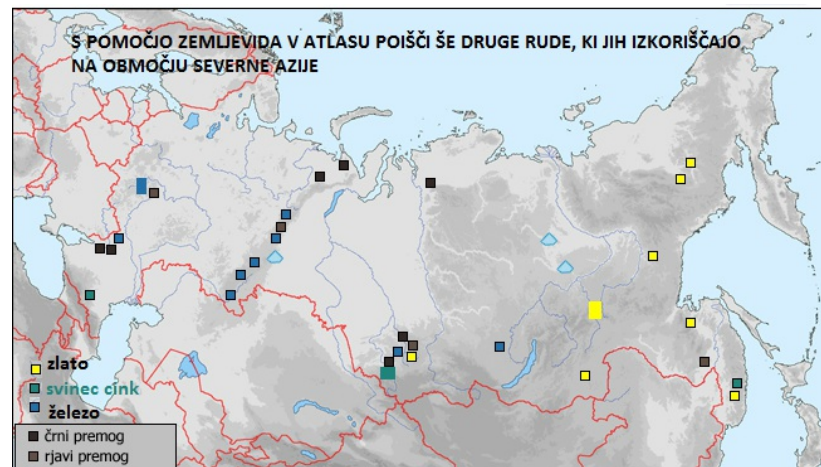 S POMOČJO ZEMLJEVIDA V ATLASU POIŠČI ŠE DRUGE RUDE, KI JIH IZKORIŠČAJO
NA OBMOČJU SEVERNE AZIJE
zlato
svinec cink
železo
črni premog
rjavi premog